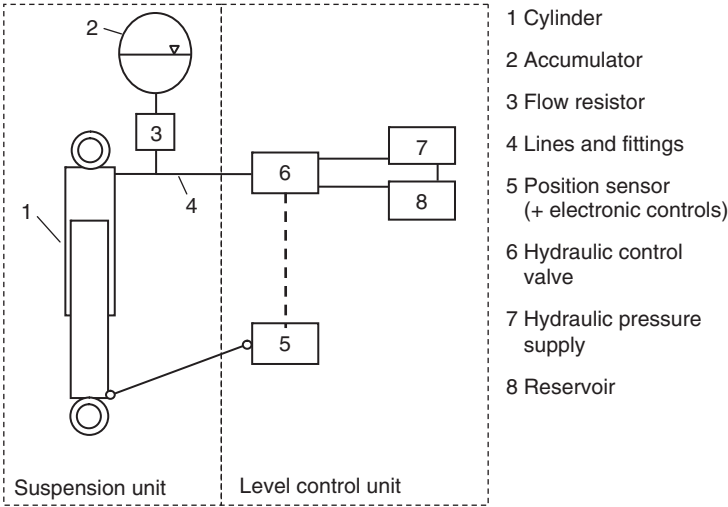 2
3
1
4
6
7
8
5
Suspension unit
Level control unit
1 Cylinder
2 Accumulator
3 Flow resistor
4 Lines and fittings
5 Position sensor
(+ electronic controls)
6 Hydraulic control
valve
7 Hydraulic pressure
supply
8 Reservoir